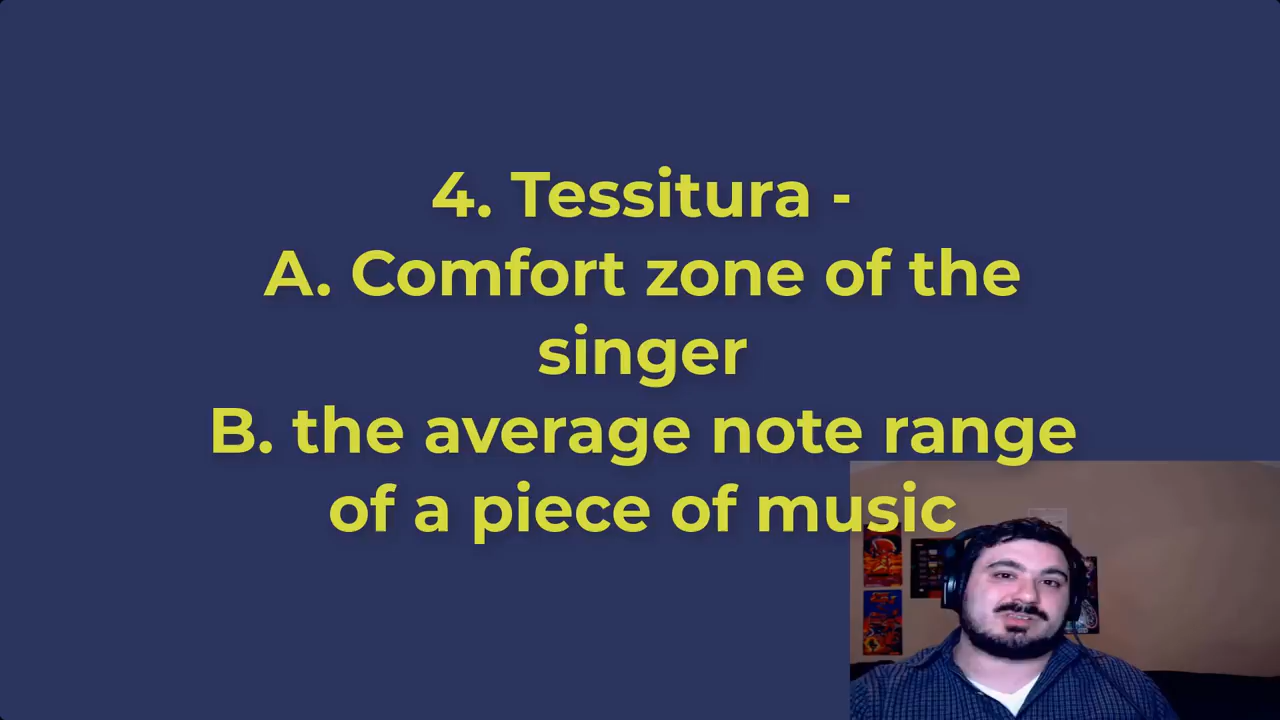 4. Tessitura -
A. Comfort zone of the
singer
B. the average note range
of a piece of music